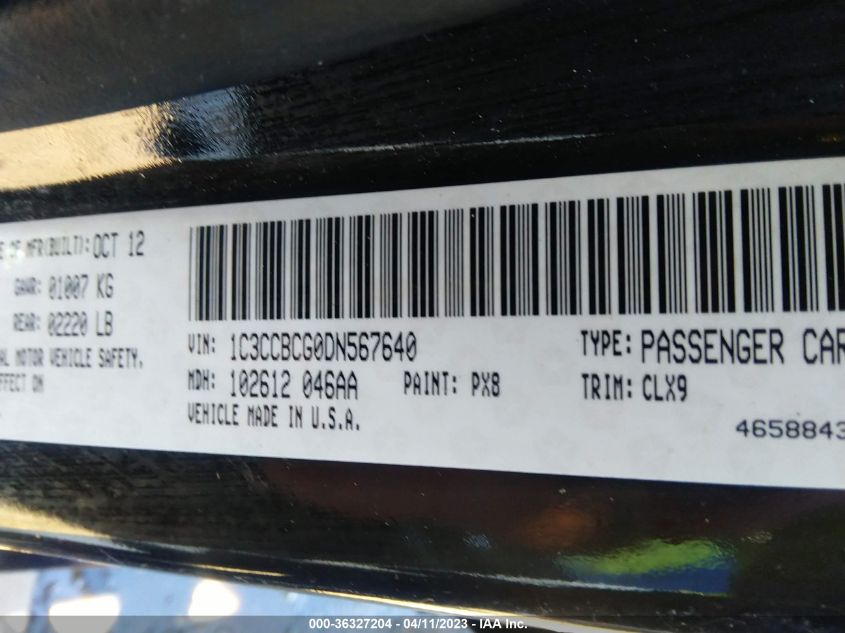 E OF MFR(BUILT): OCT 12
GAWR: 01007 KG
REAR: 02220 LB
AL MOTOR VEHICLE SAFETY,
EFFECT ON
VIN: 1C3CCBCG0DN567640
TYPE: PASSENGER CAR
MDH: 102612 046AA PAINT: PX8 TRIM: CLX9
VEHICLE MADE IN U.S.A.
4658843
000-36327204 - 04/11/2023 - IAA Inc.